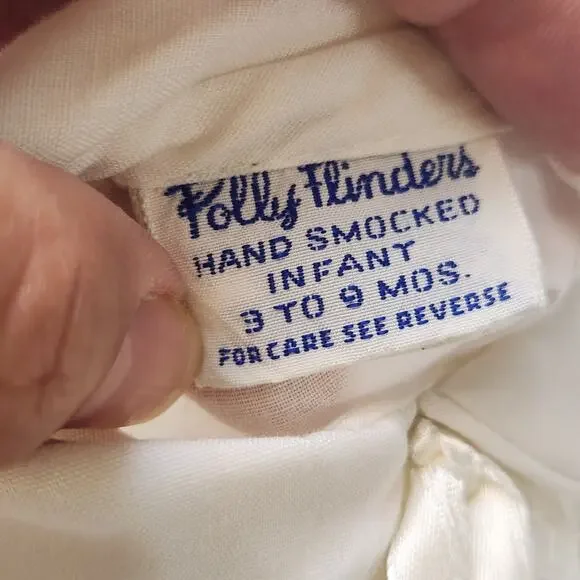 Polly Flinders
HAND SMOCKED
INFANT
3 TO 9 MOS.
FOR CARE SEE REVERSE